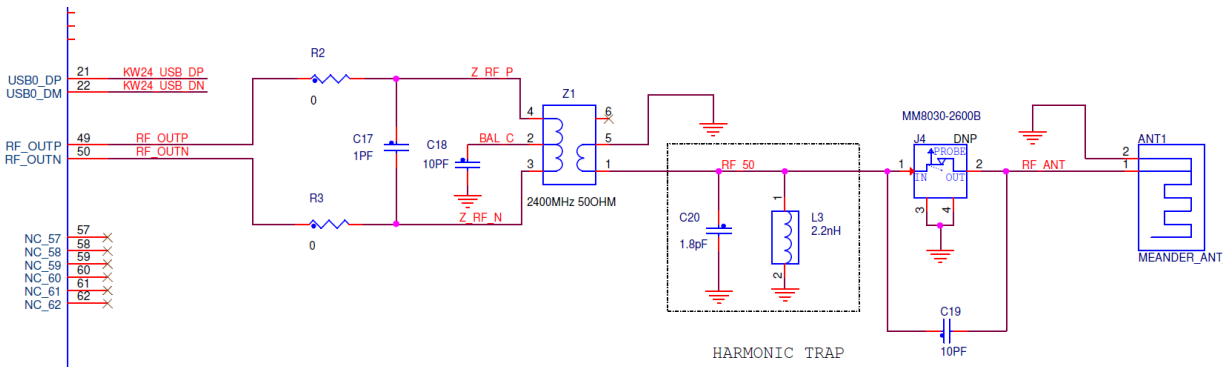 R2
0
21
22
USB0_DP
USB0_DM
KW24_USB_DP
KW24_USB_DN
Z_RF_P
Z1
4
2
3
6
5
1
2400MHz 50OHM
49
50
RF_OUTP
RF_OUTN
RF_OUTP
RF_OUTN
C17
1PF
C18
10PF
BAL_C
R3
0
Z_RF_N
NC_57
NC_58
NC_59
NC_60
NC_61
NC_62
57
58
59
60
61
62
RF_50
C20
1.8pF
1
L3
2.2nH
2
HARMONIC TRAP
MM8030-2600B
J4
DNP
PROBE
1
IN
OUT
2
3
4
RF_ANT
C19
10PF
ANT1
2
1
MEANDER_ANT